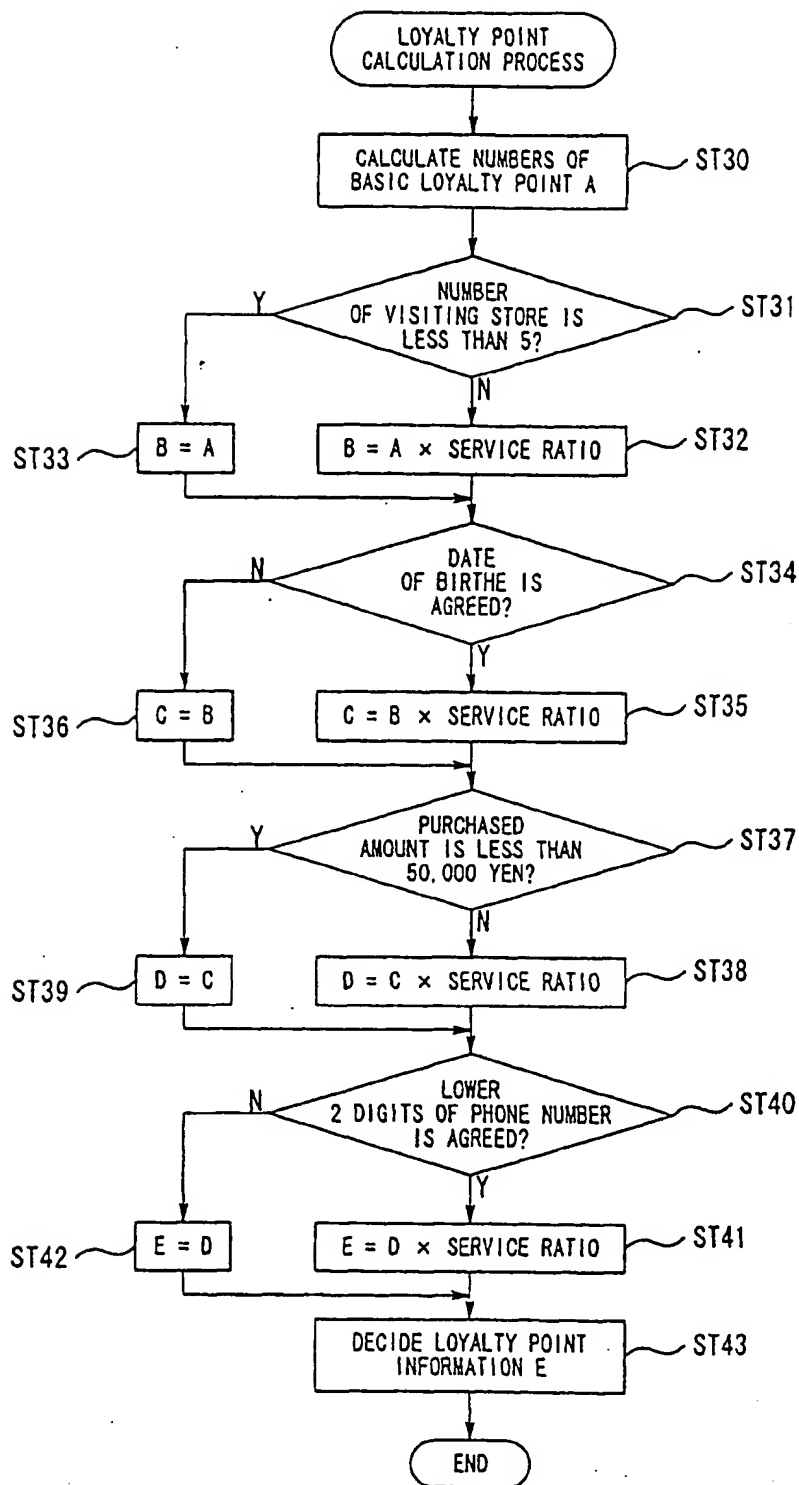 LOYALTY POINT
CALCULATION PROCESS
CALCULATE NUMBERS OF
BASIC LOYALTY POINT A
ST30
NUMBER
OF VISITING STORE IS
LESS THAN 5?
ST31
Y
N
ST33
B = A
B = A × SERVICE RATIO
ST32
DATE
OF BIRTHE IS
AGREED?
ST34
N
Y
ST36
C = B
C = B × SERVICE RATIO
ST35
PURCHASED
AMOUNT IS LESS THAN
50,000 YEN?
ST37
Y
N
ST39
D = C
D = C × SERVICE RATIO
ST38
LOWER
2 DIGITS OF PHONE NUMBER
IS AGREED?
ST40
N
Y
ST42
E = D
E = D × SERVICE RATIO
ST41
DECIDE LOYALTY POINT
INFORMATION E
ST43
END